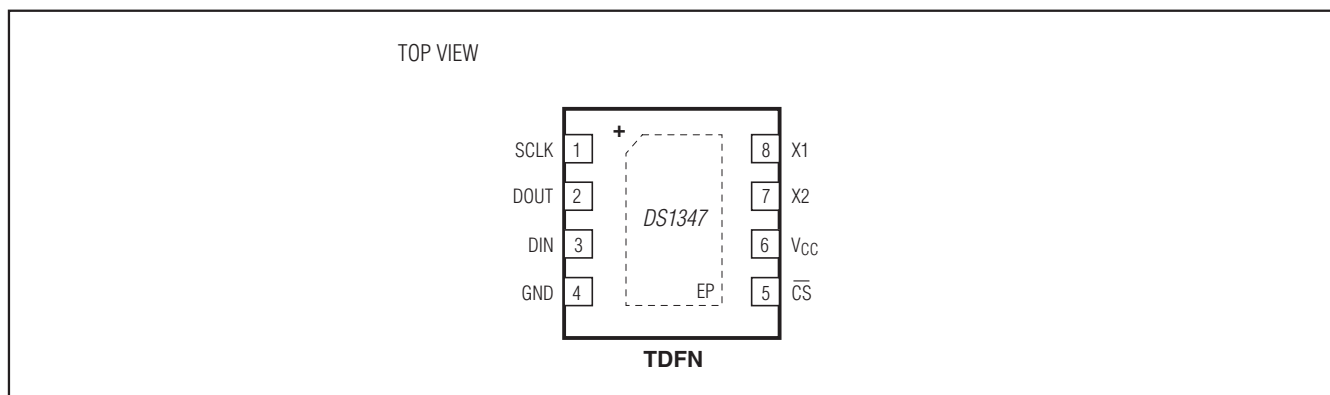 TOP VIEW
+
SCLK 1 8 X1
DOUT 2 7 X2
DS1347
DIN 3 6 VCC
GND 4 EP 5 C̅S̅
TDFN